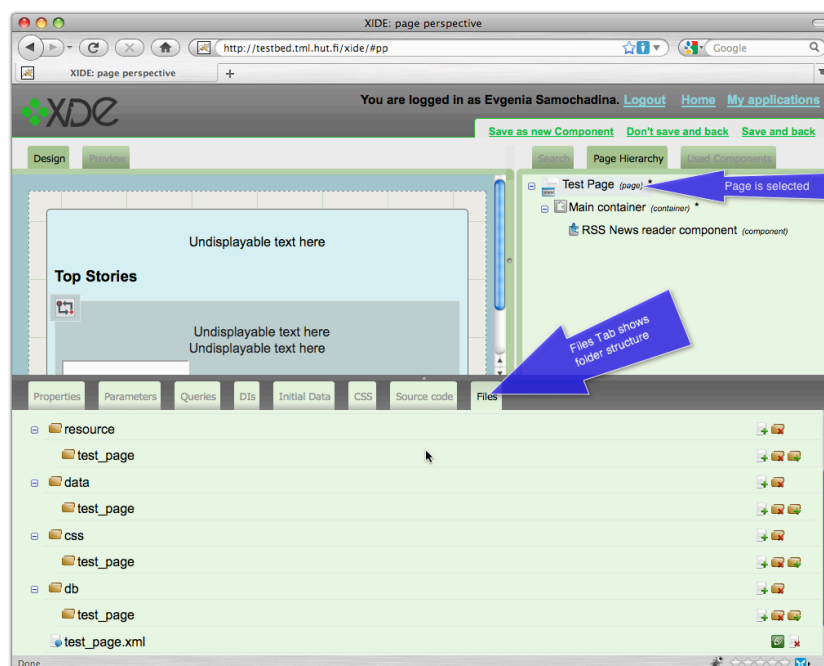 XIDE: page perspective
http://testbed.tml.hut.fi/xide/#pp
Google
XIDE: page perspective
XIDE
You are logged in as Evgenia Samochadina. Logout Home My applications
Save as new Component Don't save and back Save and back
Design Preview
Search Page Hierarchy Used Components
Test Page (page) *
Page is selected
Main container (container) *
RSS News reader component (component)
Undisplayable text here
Top Stories
Undisplayable text here
Undisplayable text here
Files Tab shows
folder structure
Properties Parameters Queries DIs Initial Data CSS Source code Files
resource
test_page
data
test_page
css
test_page
db
test_page
test_page.xml
Done